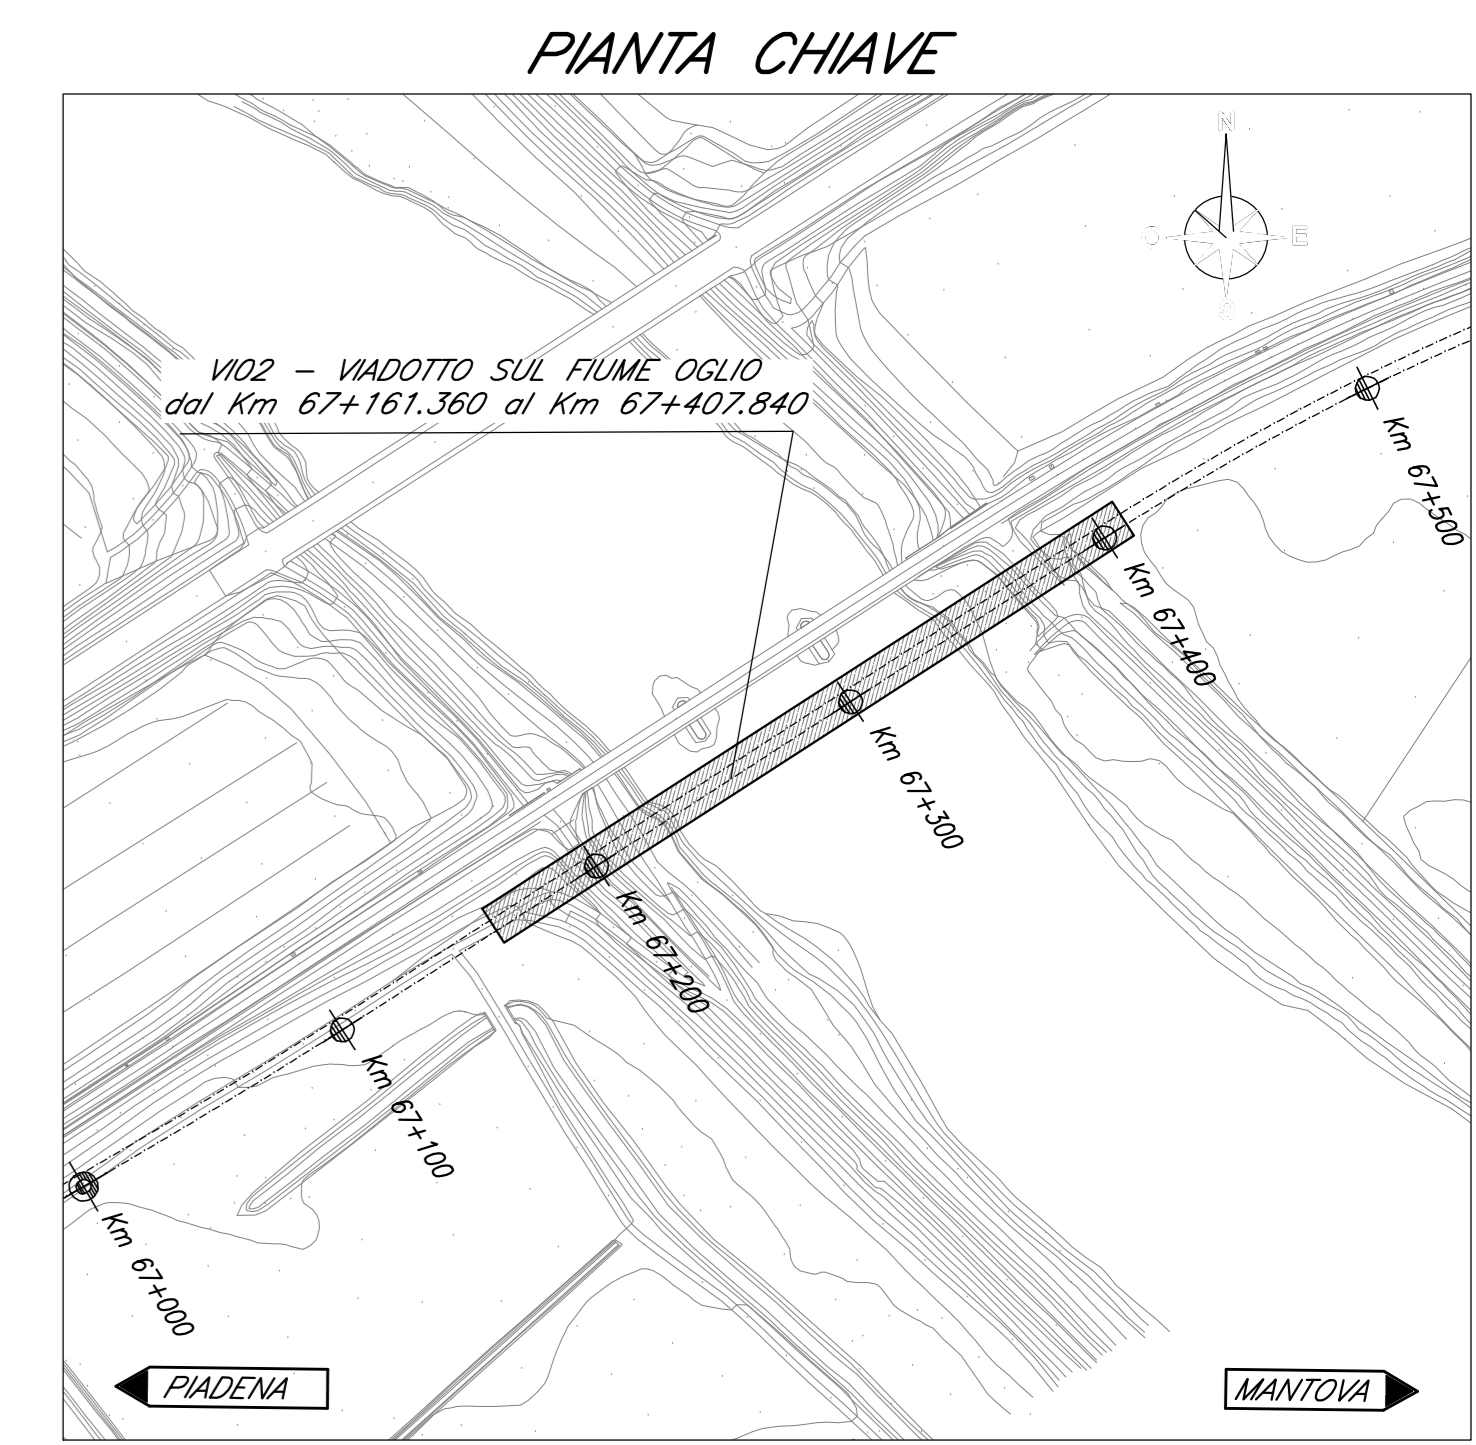 PIANTA CHIAVE
N
O
E
S
VI02 - VIADOTTO SUL FIUME OGLIO
dal Km 67+161.360 al Km 67+407.840
Km 67+500
Km 67+400
Km 67+300
Km 67+200
Km 67+100
Km 67+000
PIADENA
MANTOVA